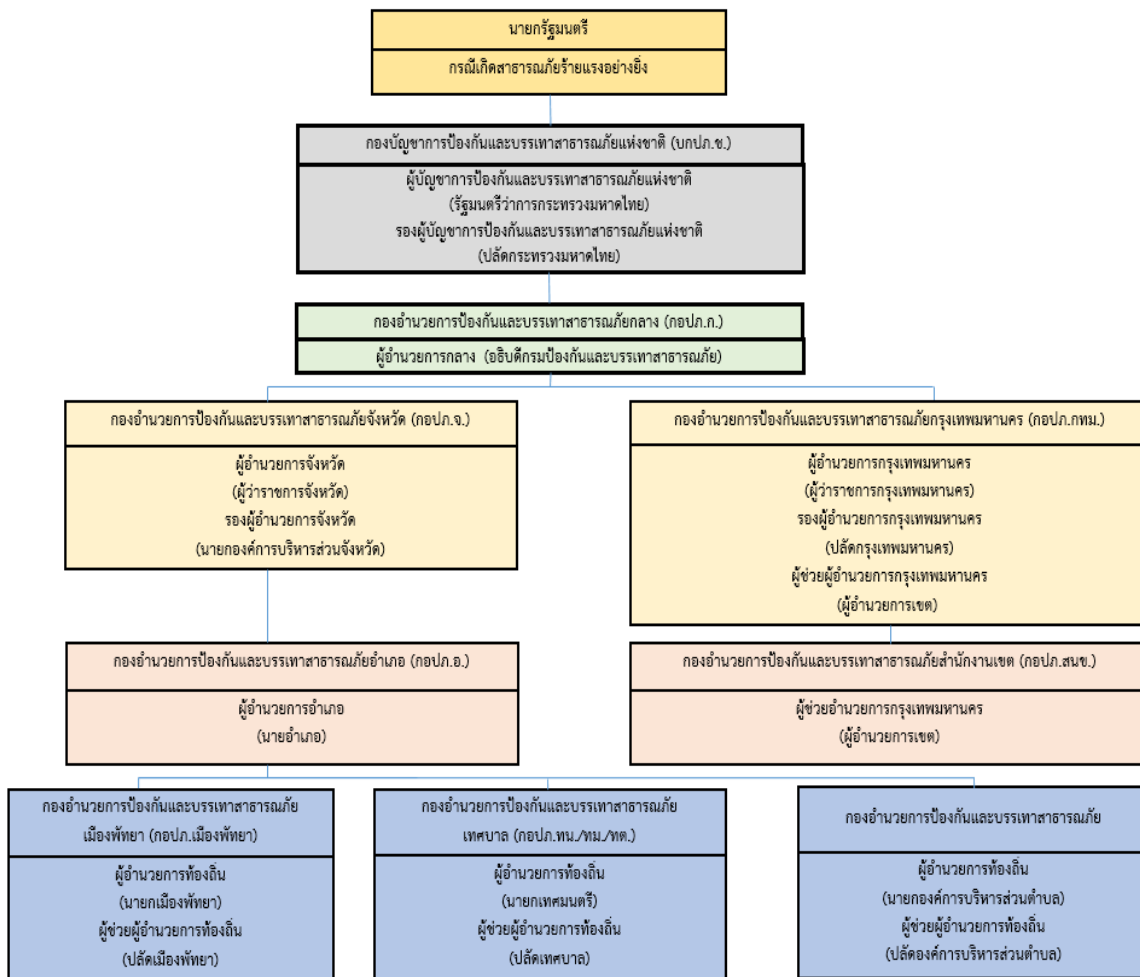 นายกรัฐมนตรี
กรณีเกิดสาธารณภัยร้ายแรงอย่างยิ่ง
กองบัญชาการป้องกันและบรรเทาสาธารณภัยแห่งชาติ (บกปภ.ช.)
ผู้บัญชาการป้องกันและบรรเทาสาธารณภัยแห่งชาติ
(รัฐมนตรีว่าการกระทรวงมหาดไทย)
รองผู้บัญชาการป้องกันและบรรเทาสาธารณภัยแห่งชาติ
(ปลัดกระทรวงมหาดไทย)
กองอำนวยการป้องกันและบรรเทาสาธารณภัยกลาง (กอปภ.ก.)
ผู้อำนวยการกลาง (อธิบดีกรมป้องกันและบรรเทาสาธารณภัย)
กองอำนวยการป้องกันและบรรเทาสาธารณภัยจังหวัด (กอปภ.จ.)
ผู้อำนวยการจังหวัด
(ผู้ว่าราชการจังหวัด)
รองผู้อำนวยการจังหวัด
(นายกองค์การบริหารส่วนจังหวัด)
กองอำนวยการป้องกันและบรรเทาสาธารณภัยกรุงเทพมหานคร (กอปภ.กทม.)
ผู้อำนวยการกรุงเทพมหานคร
(ผู้ว่าราชการกรุงเทพมหานคร)
รองผู้อำนวยการกรุงเทพมหานคร
(ปลัดกรุงเทพมหานคร)
ผู้ช่วยผู้อำนวยการกรุงเทพมหานคร
(ผู้อำนวยการเขต)
กองอำนวยการป้องกันและบรรเทาสาธารณภัยอำเภอ (กอปภ.อ.)
ผู้อำนวยการอำเภอ
(นายอำเภอ)
กองอำนวยการป้องกันและบรรเทาสาธารณภัยสำนักงานเขต (กอปภ.สนข.)
ผู้ช่วยอำนวยการกรุงเทพมหานคร
(ผู้อำนวยการเขต)
กองอำนวยการป้องกันและบรรเทาสาธารณภัย
เมืองพัทยา (กอปภ.เมืองพัทยา)
ผู้อำนวยการท้องถิ่น
(นายกเมืองพัทยา)
ผู้ช่วยผู้อำนวยการท้องถิ่น
(ปลัดเมืองพัทยา)
กองอำนวยการป้องกันและบรรเทาสาธารณภัย
เทศบาล (กอปภ.ทน./ทม./ทต.)
ผู้อำนวยการท้องถิ่น
(นายกเทศมนตรี)
ผู้ช่วยผู้อำนวยการท้องถิ่น
(ปลัดเทศบาล)
กองอำนวยการป้องกันและบรรเทาสาธารณภัย
ผู้อำนวยการท้องถิ่น
(นายกองค์การบริหารส่วนตำบล)
ผู้ช่วยผู้อำนวยการท้องถิ่น
(ปลัดองค์การบริหารส่วนตำบล)